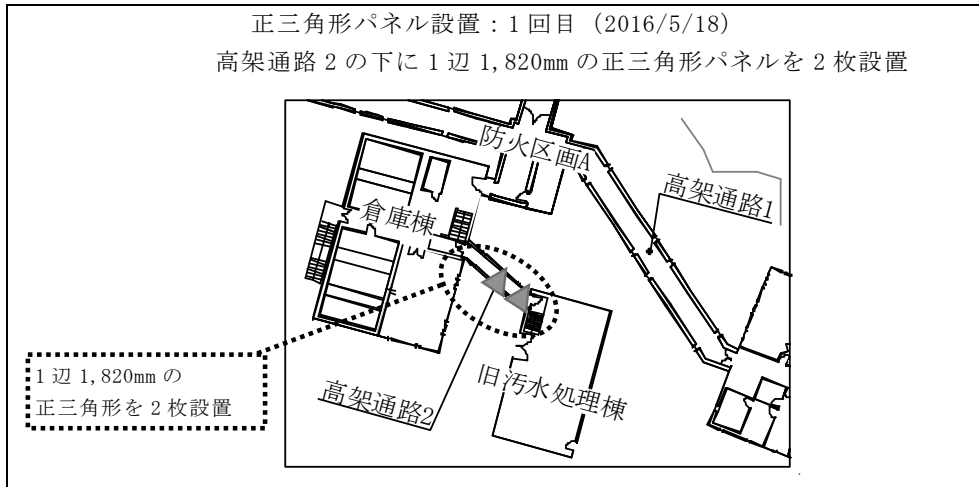 正三角形パネル設置：1回目（2016/5/18）
高架通路2の下に1辺1,820mmの正三角形パネルを2枚設置
防火区画A
高架通路1
倉庫棟
1辺1,820mmの
正三角形を2枚設置
高架通路2
旧汚水処理棟